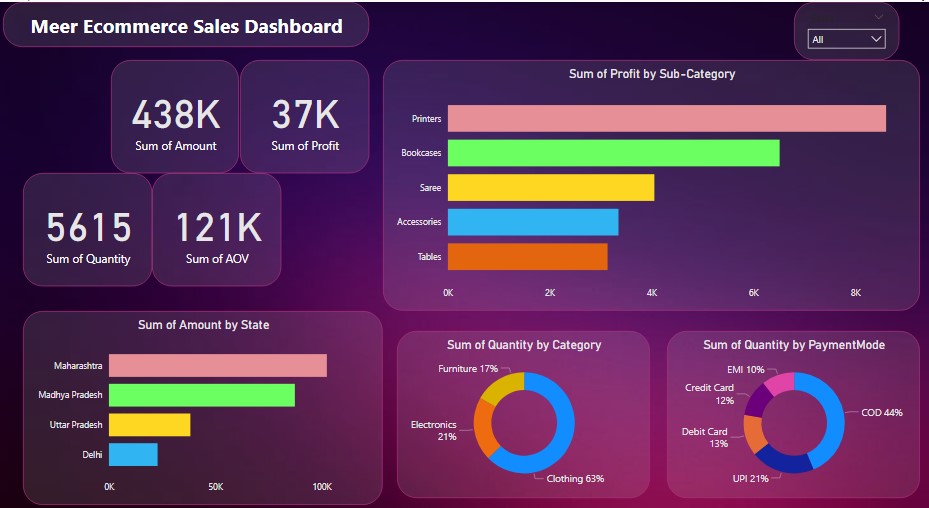 Meer Ecommerce Sales Dashboard
All
438K
Sum of Amount
37K
Sum of Profit
5615
Sum of Quantity
121K
Sum of AOV
Sum of Profit by Sub-Category
Printers
Bookcases
Saree
Accessories
Tables
0K 2K 4K 6K 8K
Sum of Amount by State
Maharashtra
Madhya Pradesh
Uttar Pradesh
Delhi
0K 50K 100K
Sum of Quantity by Category
Furniture 17%
Electronics
21%
Clothing 63%
Sum of Quantity by PaymentMode
EMI 10%
Credit Card
12%
COD 44%
Debit Card
13%
UPI 21%